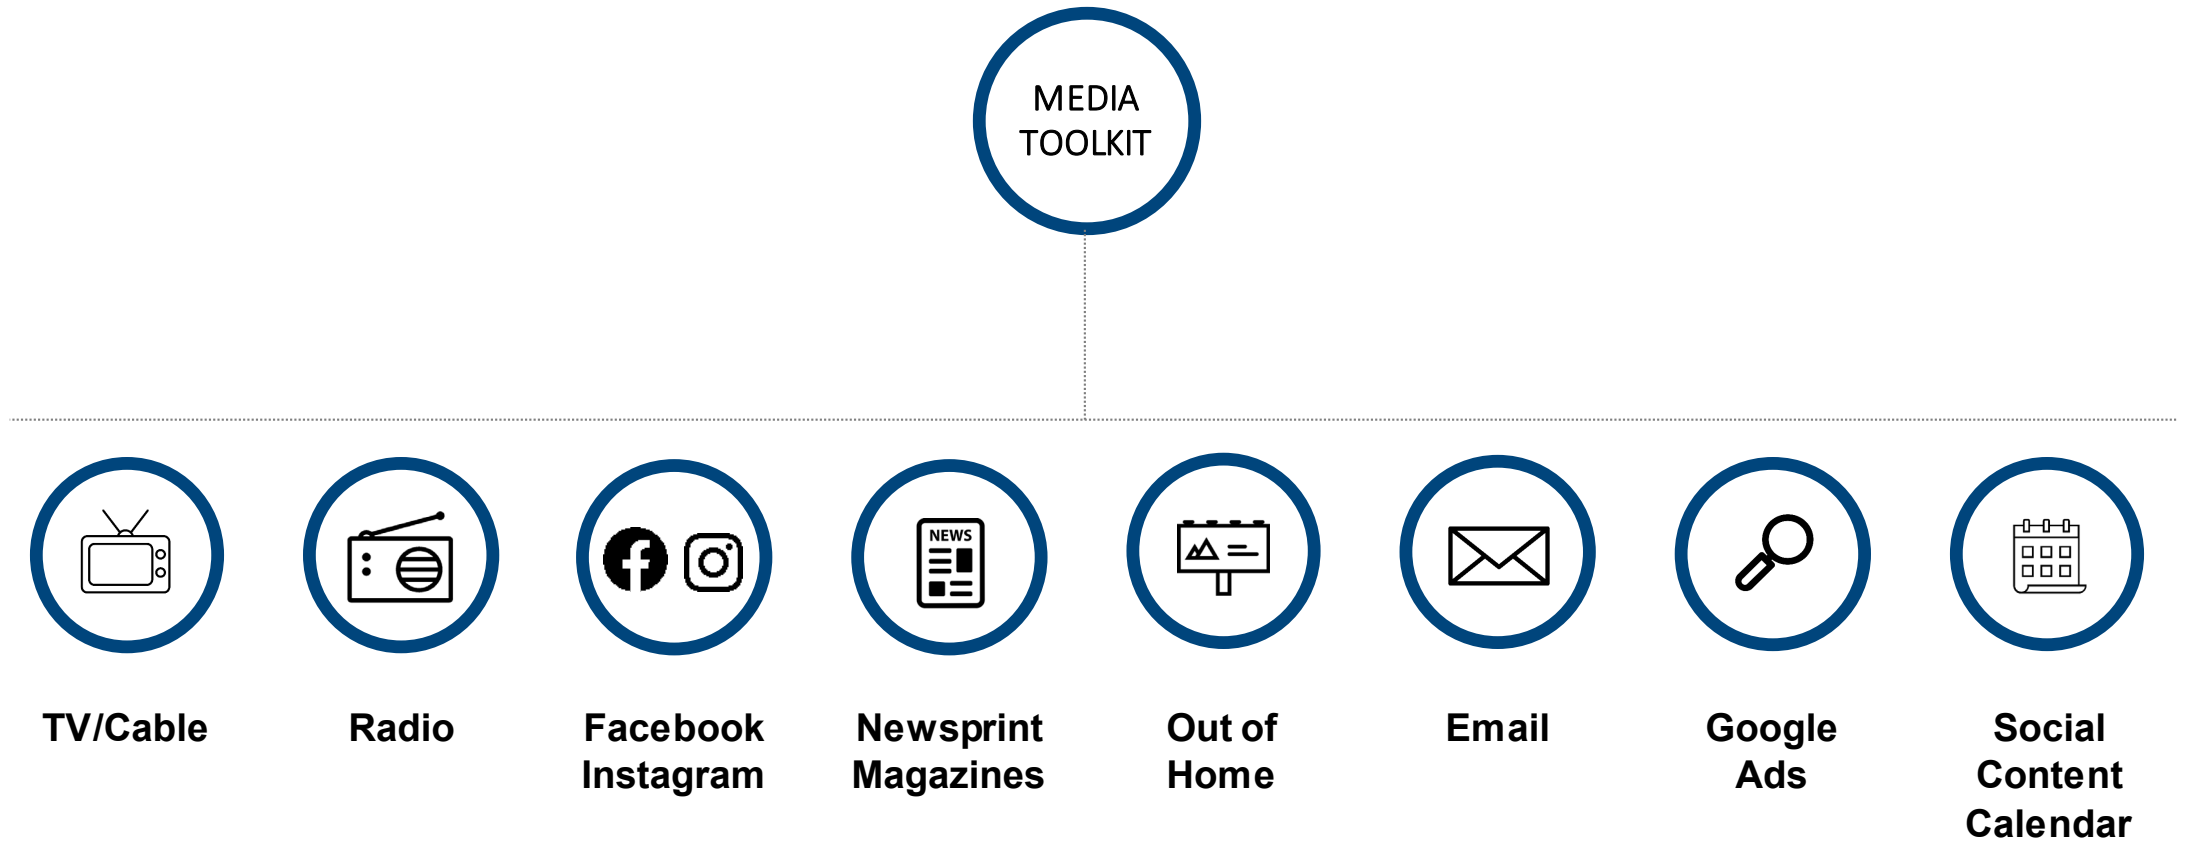 MEDIA
TOOLKIT
NEWS
TV/Cable
Radio
Facebook
Instagram
Newsprint
Magazines
Out of
Home
Email
Google
Ads
Social
Content
Calendar